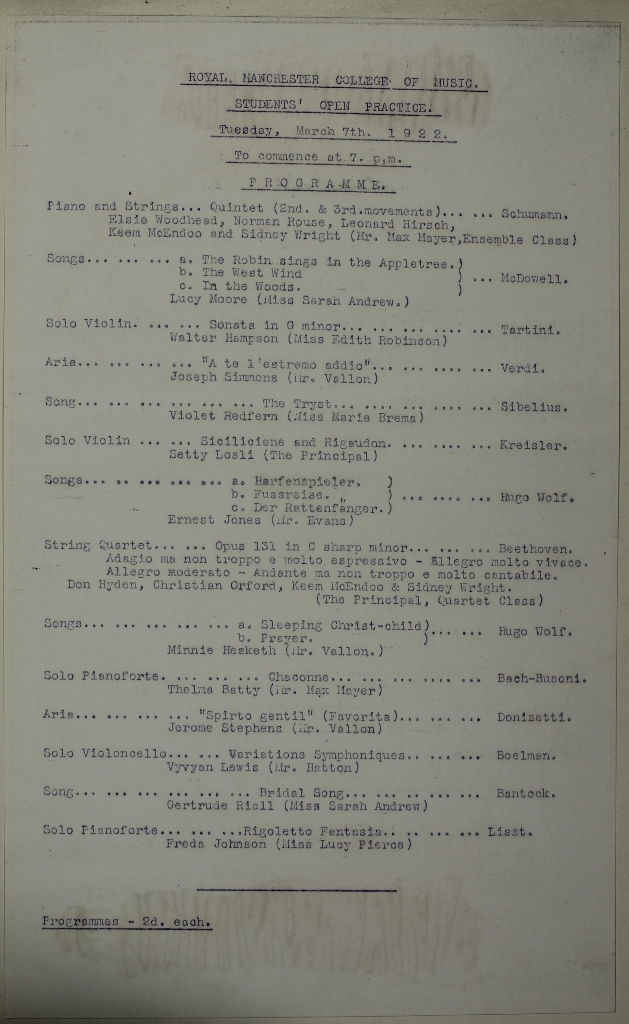 ROYAL MANCHESTER COLLEGE OF MUSIC.
STUDENTS' OPEN PRACTICE.
Tuesday, March 7th. 1922.
To commence at 7. p.m.
PROGRAMME.
Piano and Strings... Quintet (2nd. & 3rd.movements)... ... Schumann.
Elsie Woodhead, Norman Rouse, Leonard Hirsch,
Keem McEndoo and Sidney Wright (Mr. Max Mayer,Ensemble Class)
Songs... ... ... ... a. The Robin sings in the Appletree.)
b. The West Wind ) ... McDowell.
c. In the Woods. )
Lucy Moore (Miss Sarah Andrew.)
Solo Violin. ... ... Sonata in G minor... ... ... .... ... Tartini.
Walter Hampson (Miss Edith Robinson)
Aria... ... ... ... "A te l'estremo addio"... ... .... ... Verdi.
Joseph Simmons (Mr. Vallon)
Song... ... ... ... ... The Tryst... ... ... .... ... Sibelius.
Violet Redfern (Miss Marie Brema)
Solo Violin ... ... Siciliciene and Rigaudon. ... .... ... Kreisler.
Setty Losli (The Principal)
Songs... .. ... ... ... a. Harfenspieler. )
b. Fussreise. „ ) ... .... ... Hugo Wolf.
c. Der Rattenfanger.)
Ernest Jones (Mr. Evans)
String Quartet... ... Opus 131 in C sharp minor... ... ... Beethoven.
Adagio ma non troppo e molto espressivo - Allegro molto vivace.
Allegro moderato - Andante ma non troppo e molto cantabile.
Don Hyden, Christian Orford, Keem McEndoo & Sidney Wright.
(The Principal, Quartet Class)
Songs... ... ... ... ... a. Sleeping Christ-child)
b. Prayer. )... ... Hugo Wolf.
Minnie Hesketh (Mr. Vallon.)
Solo Pianoforte. ... ... ... Chaconne... ... ... .... ... Bach-Busoni.
Thelma Batty (Mr. Max Mayer)
Aria... ... ... ... "Spirto gentil" (Favorita)... ... ... Donizetti.
Jerome Stephens (Mr. Vallon)
Solo Violoncello... ... Variations Symphoniques.. .. ... Boelman.
Vyvyan Lewis (Mr. Hatton)
Song... ... ... ... ... Bridal Song... ... .. ... ... Bantock.
Gertrude Riall (Miss Sarah Andrew)
Solo Pianoforte... ... ...Rigoletto Fantasia.. .. ... ... Liszt.
Freda Johnson (Miss Lucy Pierce)
Programmes - 2d. each.